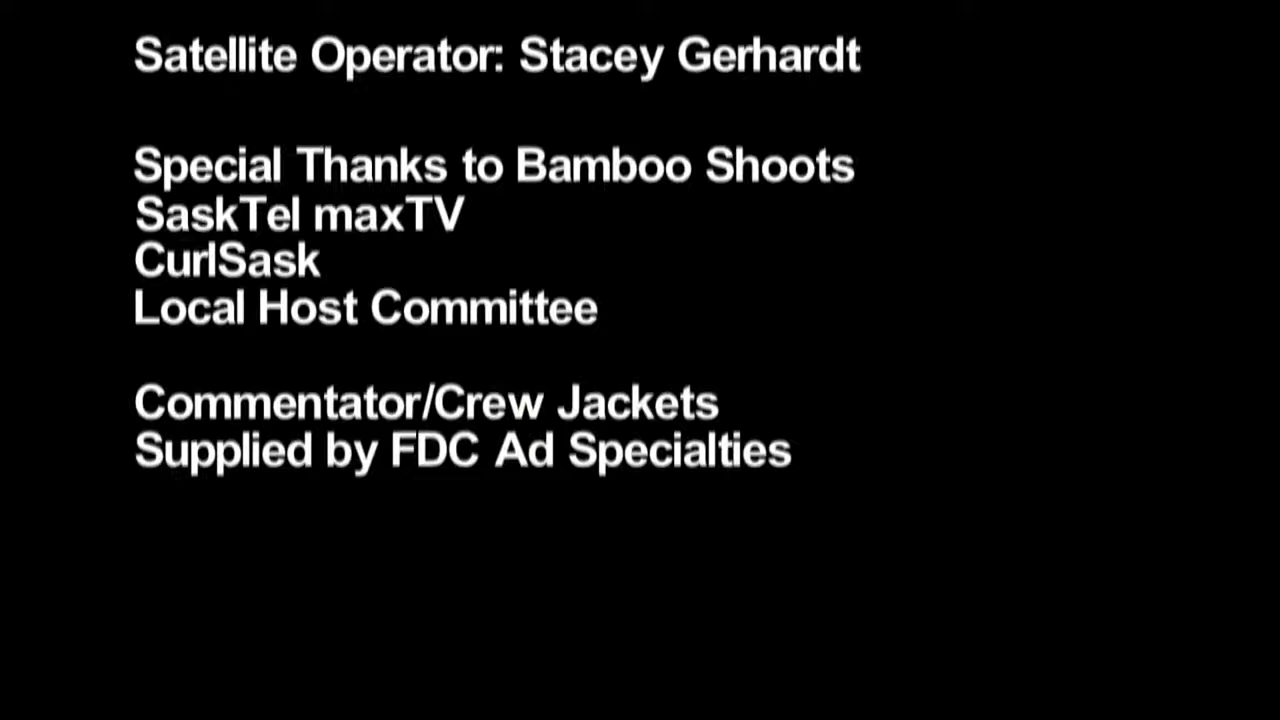 Satellite Operator: Stacey Gerhardt
Special Thanks to Bamboo Shoots
SaskTel maxTV
CurlSask
Local Host Committee
Commentator/Crew Jackets
Supplied by FDC Ad Specialties